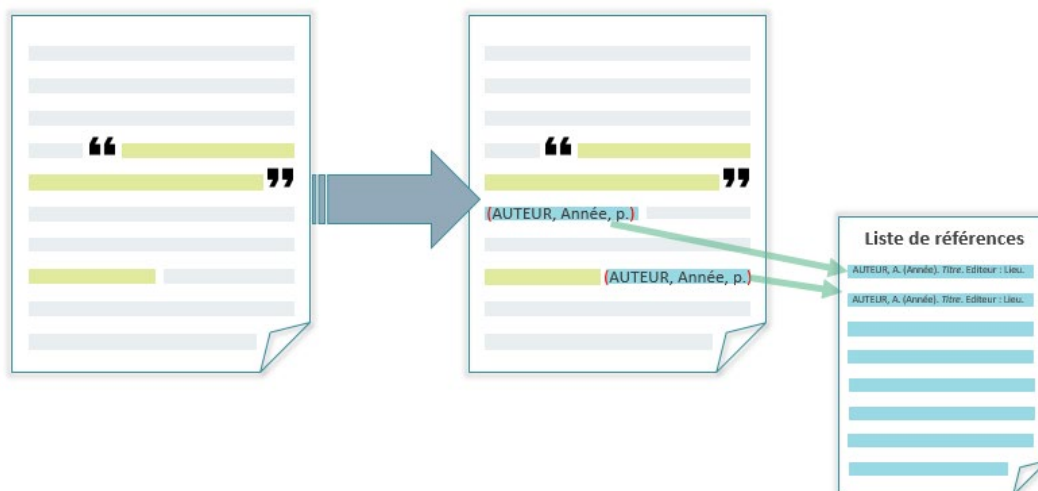 “
”
“
”
(AUTEUR, Année, p.)
(AUTEUR, Année, p.)
Liste de références
AUTEUR, A. (Année). Titre. Editeur : Lieu.
AUTEUR, A. (Année). Titre. Editeur : Lieu.